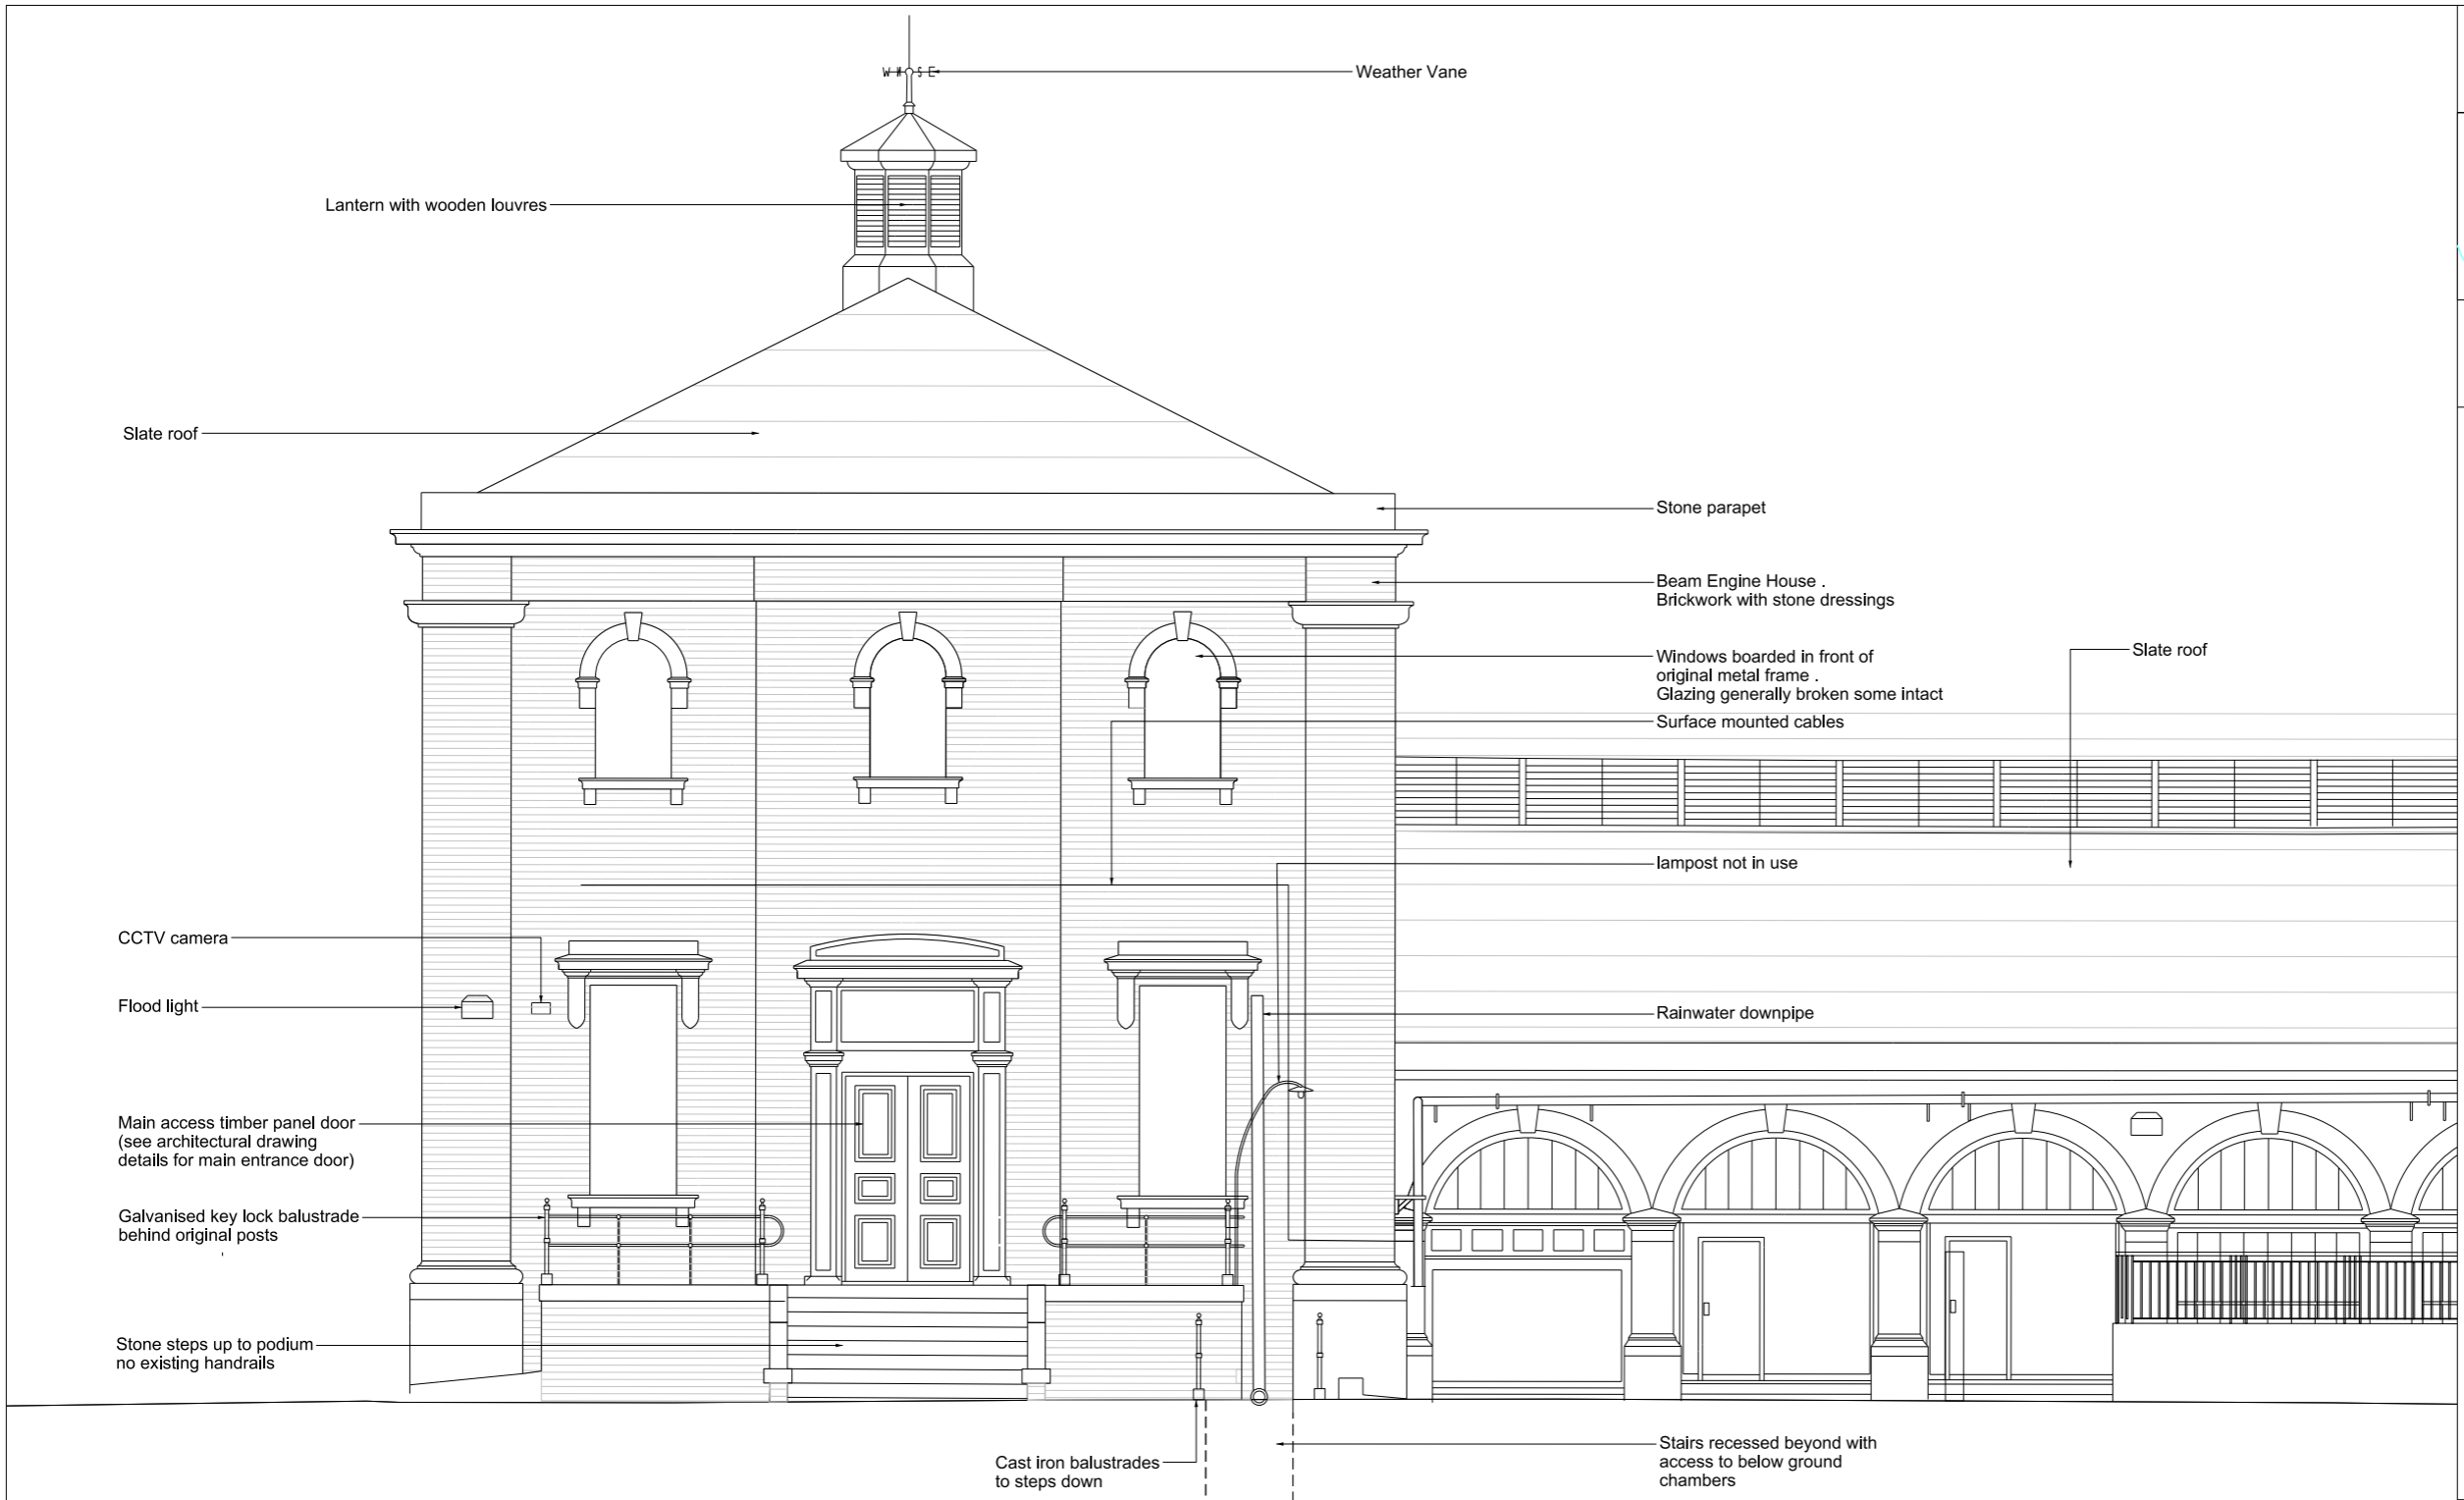 W N S E
Weather Vane
Lantern with wooden louvres
Slate roof
Stone parapet
Beam Engine House .
Brickwork with stone dressings
Windows boarded in front of
original metal frame .
Glazing generally broken some intact
Slate roof
Surface mounted cables
lampost not in use
CCTV camera
Flood light
Rainwater downpipe
Main access timber panel door
(see architectural drawing
details for main entrance door)
Galvanised key lock balustrade
behind original posts
Stone steps up to podium
no existing handrails
Cast iron balustrades
to steps down
Stairs recessed beyond with
access to below ground
chambers